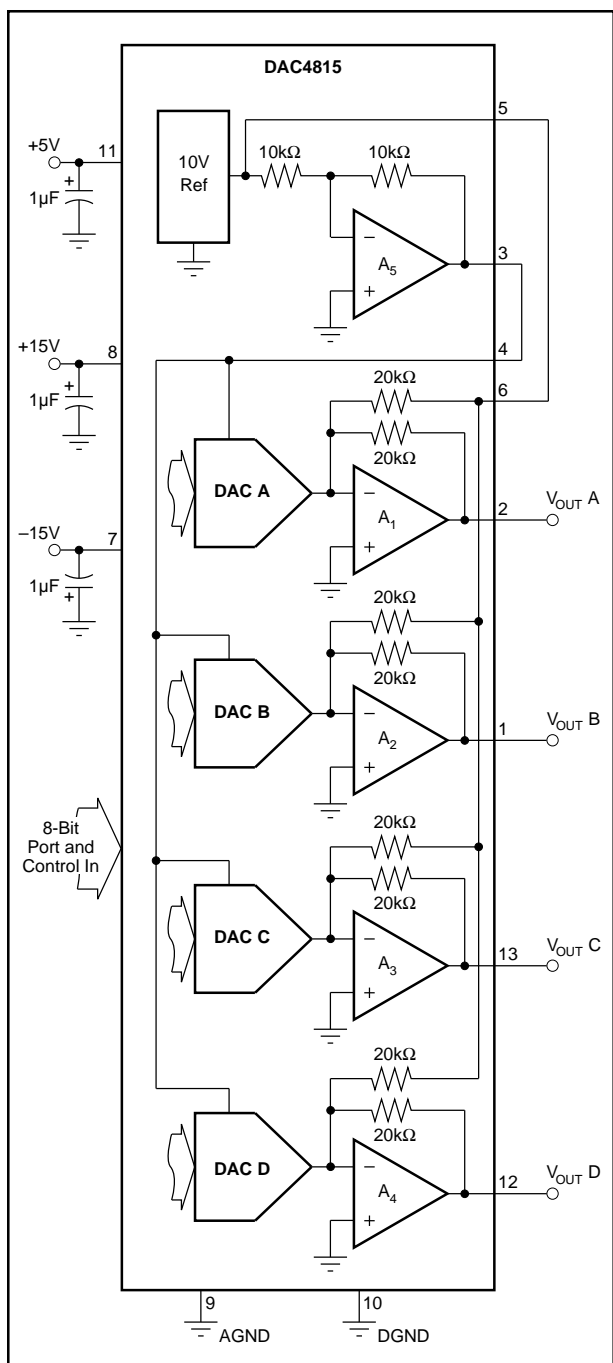 DAC4815
5
+5V
11
10V
Ref
10kΩ
10kΩ
+
1µF
–
A5
+
3
+15V
8
4
6
+
1µF
20kΩ
20kΩ
DAC A
–
A1
+
2
VOUT A
–15V
7
1µF
+
20kΩ
20kΩ
DAC B
–
A2
+
1
VOUT B
8-Bit
Port and
Control In
20kΩ
20kΩ
DAC C
–
A3
+
13
VOUT C
20kΩ
20kΩ
DAC D
–
A4
+
12
VOUT D
9
AGND
10
DGND